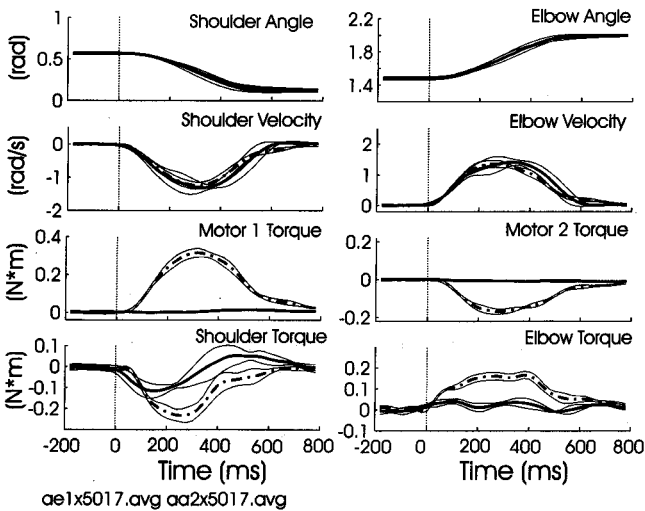 Shoulder Angle
Elbow Angle
(rad)
1
0.5
0
2.2
1.8
1.4
Shoulder Velocity
Elbow Velocity
(rad/s)
0
-1
-2
2
1
0
Motor 1 Torque
Motor 2 Torque
(N*m)
0.4
0.2
0
0.2
0
-0.2
Shoulder Torque
Elbow Torque
(N*m)
0.1
0
-0.1
-0.2
0.2
0.1
0
0.1
-200 0 200 400 600 800
-200 0 200 400 600 800
Time (ms)
Time (ms)
ae1x5017.avg aa2x5017.avg